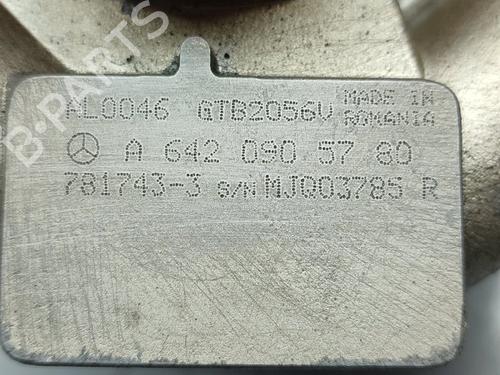 AL0046 GTB2056V MADE IN ROMANIA
A 642 090 57 80
781743-3 S/N MJQ03785 R
B-PARTS